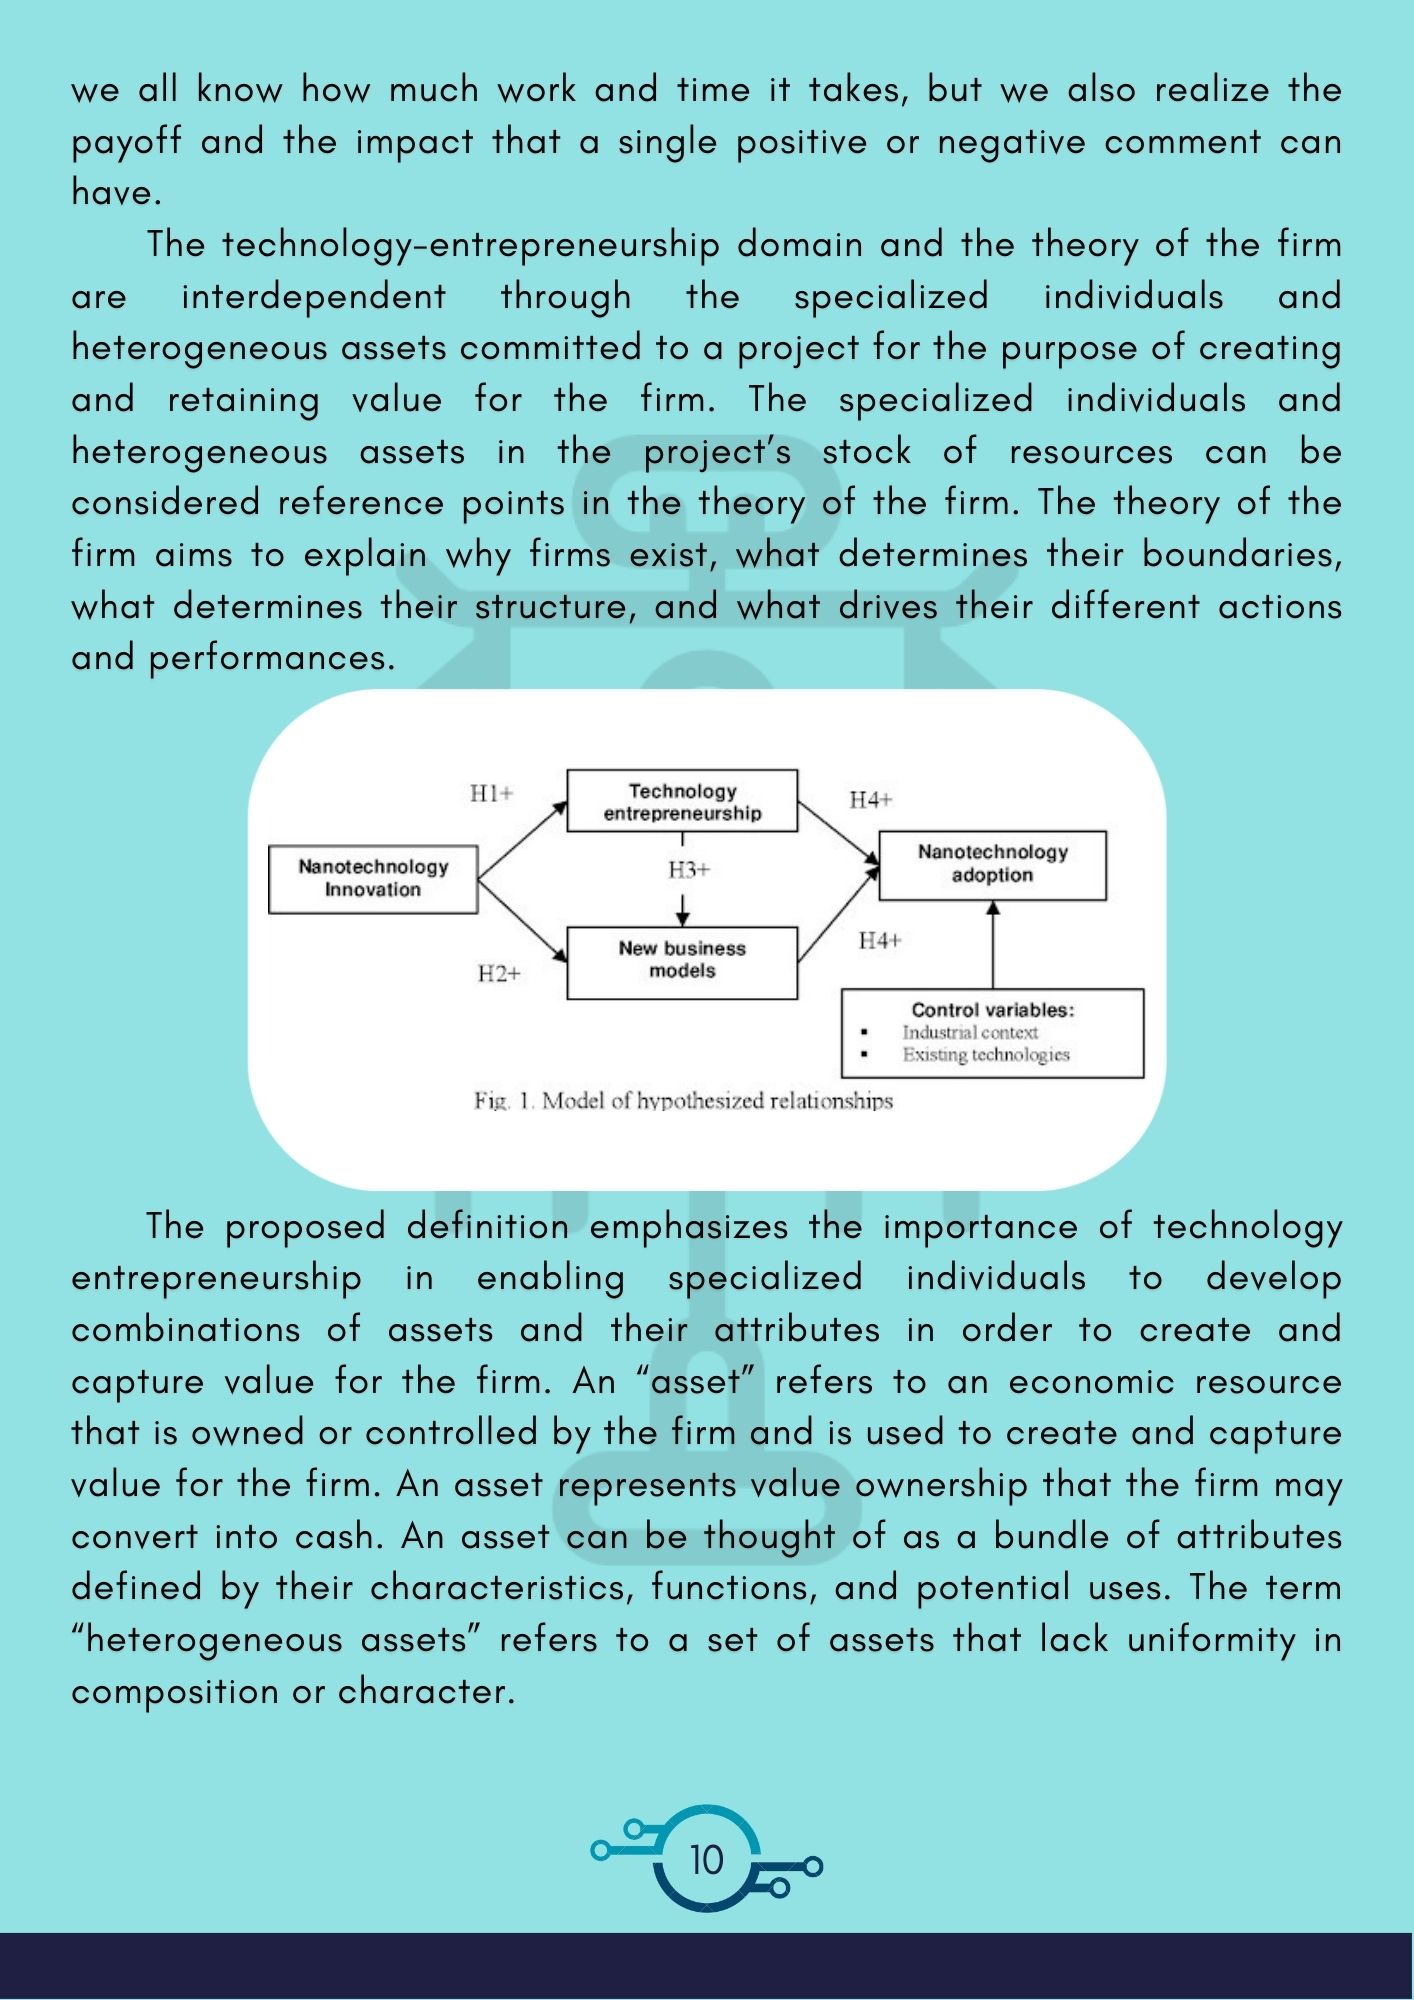 we all know how much work and time it takes, but we also realize the
payoff and the impact that a single positive or negative comment can
have.
The technology-entrepreneurship domain and the theory of the firm
are interdependent through the specialized individuals and
heterogeneous assets committed to a project for the purpose of creating
and retaining value for the firm. The specialized individuals and
heterogeneous assets in the project’s stock of resources can be
considered reference points in the theory of the firm. The theory of the
firm aims to explain why firms exist, what determines their boundaries,
what determines their structure, and what drives their different actions
and performances.
H1+
Technology
entrepreneurship
H4+
Nanotechnology
Innovation
H3+
Nanotechnology
adoption
H2+
New business
models
H4+
Control variables:
▪ Industrial context
▪ Existing technologies
Fig. 1. Model of hypothesized relationships
The proposed definition emphasizes the importance of technology
entrepreneurship in enabling specialized individuals to develop
combinations of assets and their attributes in order to create and
capture value for the firm. An “asset” refers to an economic resource
that is owned or controlled by the firm and is used to create and capture
value for the firm. An asset represents value ownership that the firm may
convert into cash. An asset can be thought of as a bundle of attributes
defined by their characteristics, functions, and potential uses. The term
“heterogeneous assets” refers to a set of assets that lack uniformity in
composition or character.
10